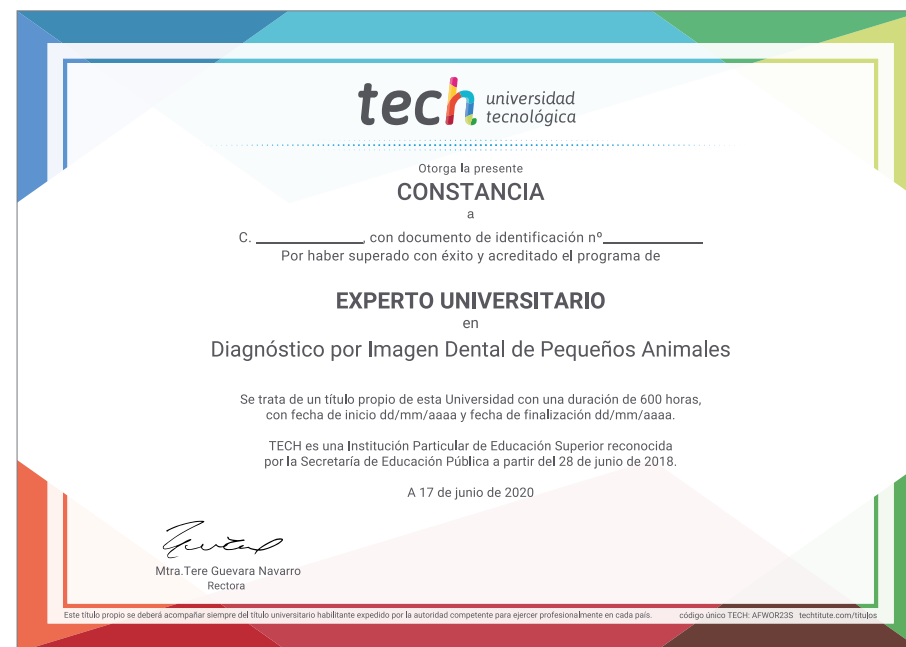 tech universidad
tecnológica
Otorga la presente
CONSTANCIA
a
C. ____________, con documento de identificación nº____________
Por haber superado con éxito y acreditado el programa de
EXPERTO UNIVERSITARIO
en
Diagnóstico por Imagen Dental de Pequeños Animales
Se trata de un título propio de esta Universidad con una duración de 600 horas,
con fecha de inicio dd/mm/aaaa y fecha de finalización dd/mm/aaaa.
TECH es una Institución Particular de Educación Superior reconocida
por la Secretaría de Educación Pública a partir del 28 de junio de 2018.
A 17 de junio de 2020
Mtra.Tere Guevara Navarro
Rectora
Este título propio se deberá acompañar siempre del título universitario habilitante expedido por la autoridad competente para ejercer profesionalmente en cada país. código único TECH: AFWOR23S techtitute.com/titulos